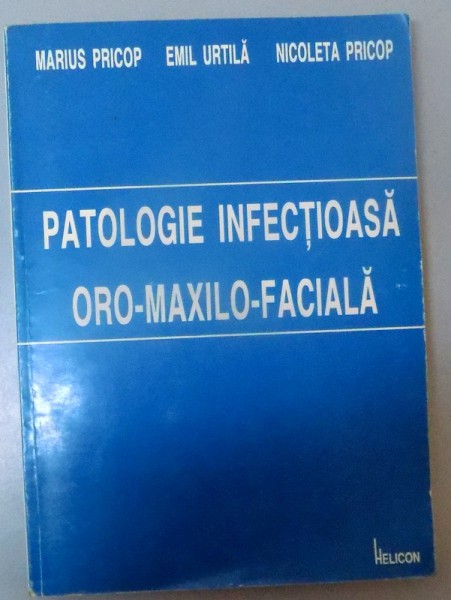 MARIUS PRICOP EMIL URTILĂ NICOLETA PRICOP
PATOLOGIE INFECȚIOASĂ
ORO-MAXILO-FACIALĂ
HELICON